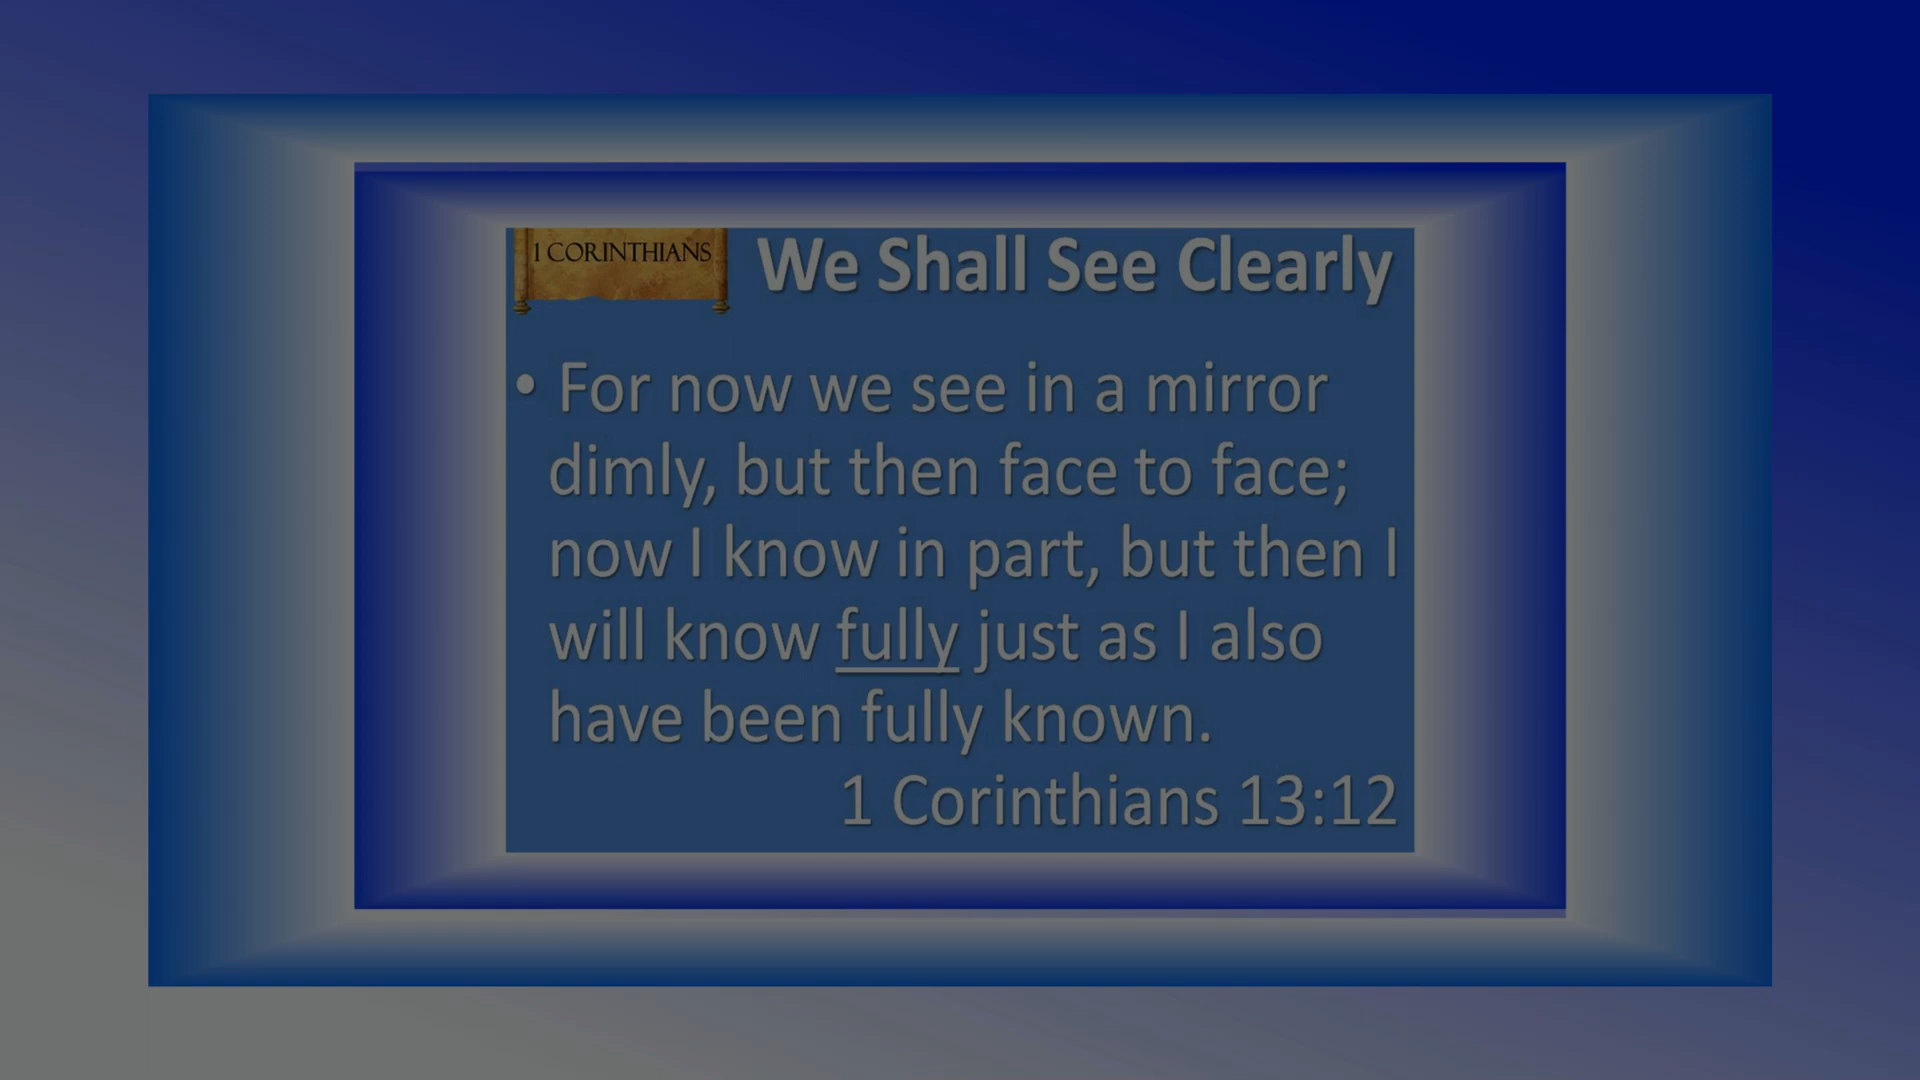 1 CORINTHIANS
We Shall See Clearly
• For now we see in a mirror
dimly, but then face to face;
now I know in part, but then I
will know fully just as I also
have been fully known.
1 Corinthians 13:12